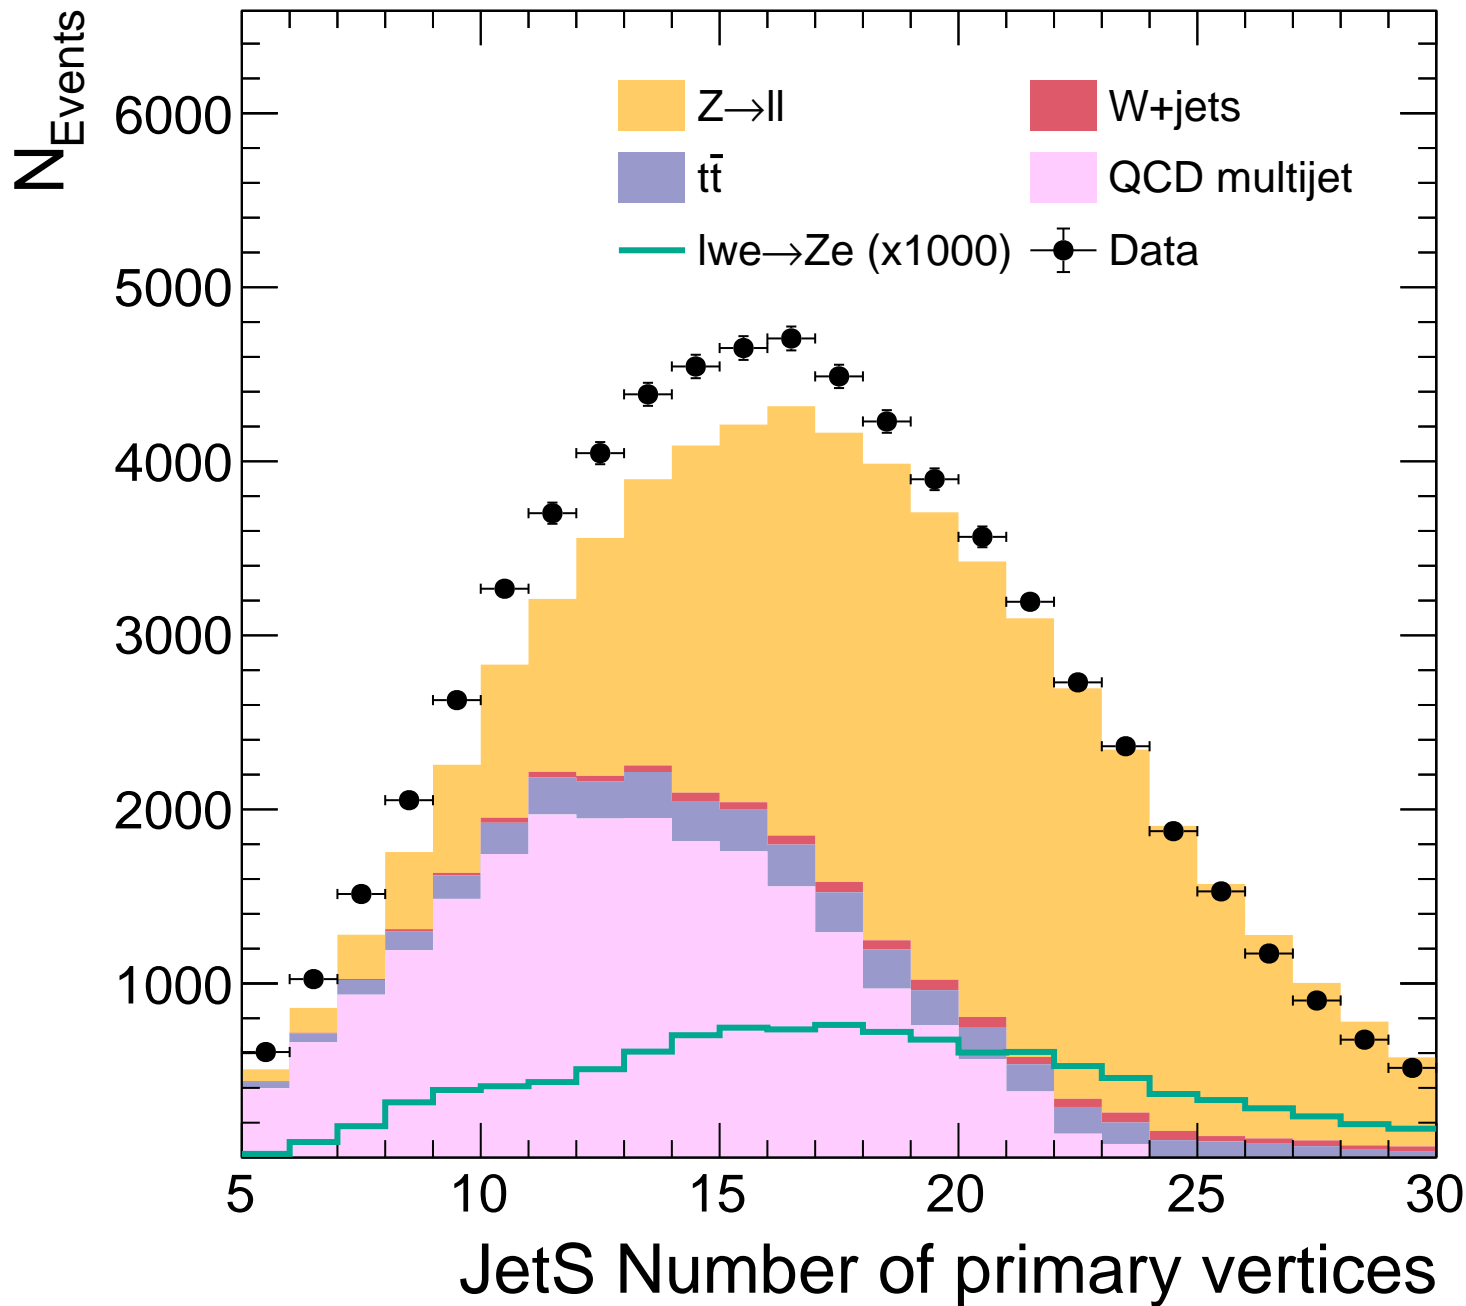 N_Events
6000
5000
4000
3000
2000
1000
Z→ll
W+jets
tt̄
QCD multijet
lwe→Ze (x1000)
Data
5 10 15 20 25 30
JetS Number of primary vertices